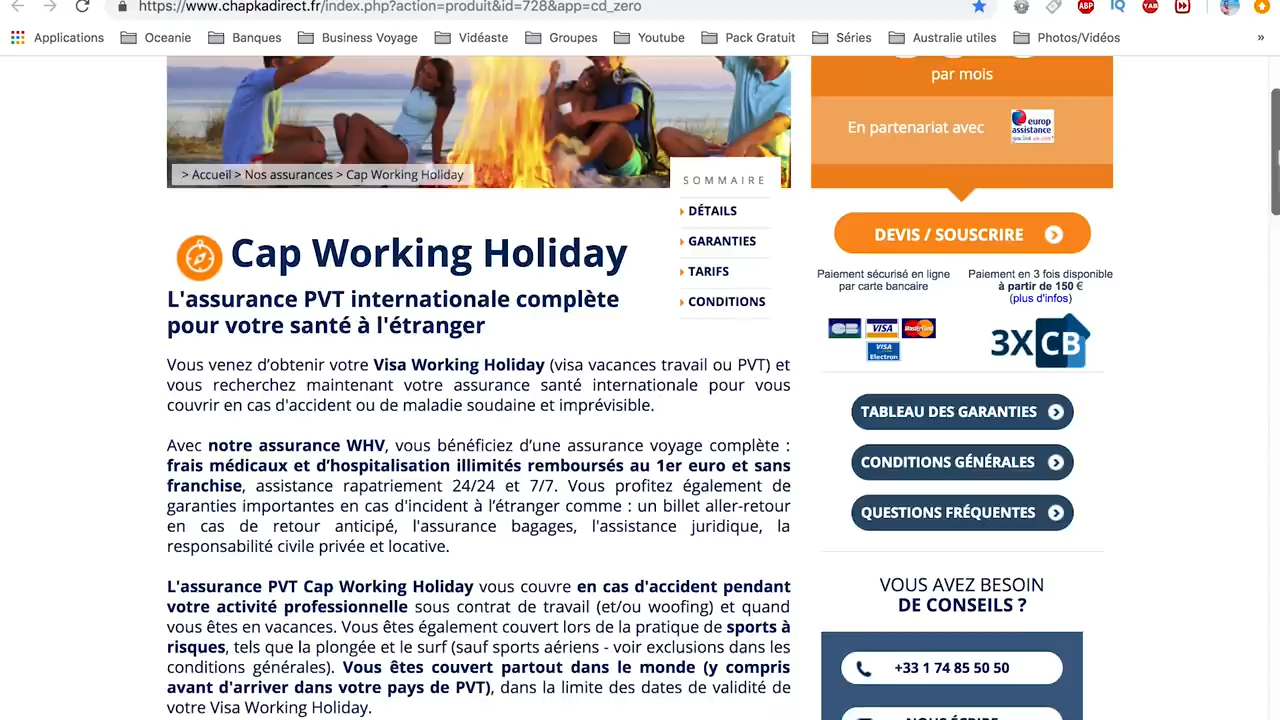 https://www.chapkadirect.fr/index.php?action=produit&id=728&app=cd_zero
ABP
IQ
YAB
Applications
Oceanie
Banques
Business Voyage
Vidéaste
Groupes
Youtube
Pack Gratuit
Séries
Australie utiles
Photos/Vidéos
»
> Accueil > Nos assurances > Cap Working Holiday
SOMMAIRE
DÉTAILS
GARANTIES
TARIFS
CONDITIONS
Cap Working Holiday
L'assurance PVT internationale complète
pour votre santé à l'étranger
Vous venez d’obtenir votre Visa Working Holiday (visa vacances travail ou PVT) et
vous recherchez maintenant votre assurance santé internationale pour vous
couvrir en cas d'accident ou de maladie soudaine et imprévisible.
Avec notre assurance WHV, vous bénéficiez d’une assurance voyage complète :
frais médicaux et d’hospitalisation illimités remboursés au 1er euro et sans
franchise, assistance rapatriement 24/24 et 7/7. Vous profitez également de
garanties importantes en cas d'incident à l’étranger comme : un billet aller-retour
en cas de retour anticipé, l'assurance bagages, l'assistance juridique, la
responsabilité civile privée et locative.
L'assurance PVT Cap Working Holiday vous couvre en cas d'accident pendant
votre activité professionnelle sous contrat de travail (et/ou woofing) et quand
vous êtes en vacances. Vous êtes également couvert lors de la pratique de sports à
risques, tels que la plongée et le surf (sauf sports aériens - voir exclusions dans les
conditions générales). Vous êtes couvert partout dans le monde (y compris
avant d'arriver dans votre pays de PVT), dans la limite des dates de validité de
votre Visa Working Holiday.
par mois
En partenariat avec
europ
assistance
DEVIS / SOUSCRIRE
Paiement sécurisé en ligne
par carte bancaire
Paiement en 3 fois disponible
à partir de 150 €
(plus d'infos)
CB
VISA
MasterCard
VISA
Electron
3XCB
TABLEAU DES GARANTIES
CONDITIONS GÉNÉRALES
QUESTIONS FRÉQUENTES
VOUS AVEZ BESOIN
DE CONSEILS ?
+33 1 74 85 50 50
NOUS ÉCRIRE